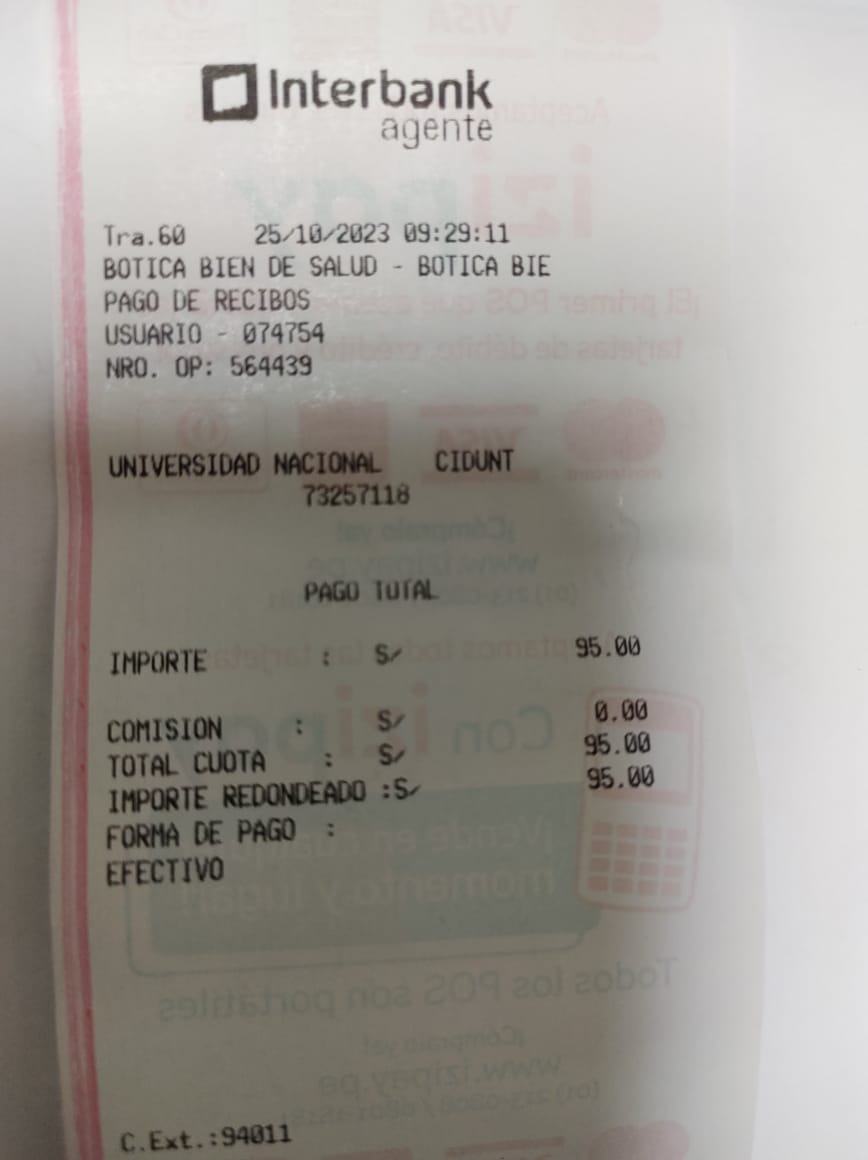 Interbank
agente
Tra.60 25/10/2023 09:29:11
BOTICA BIEN DE SALUD - BOTICA BIE
PAGO DE RECIBOS
USUARIO - 074754
NRO. OP: 564439
UNIVERSIDAD NACIONAL CIDUNT
73257118
PAGO TOTAL
IMPORTE : S/ 95.00
COMISION : S/ 0.00
TOTAL CUOTA : S/ 95.00
IMPORTE REDONDEADO :S/ 95.00
FORMA DE PAGO :
EFECTIVO
C.Ext.:94011